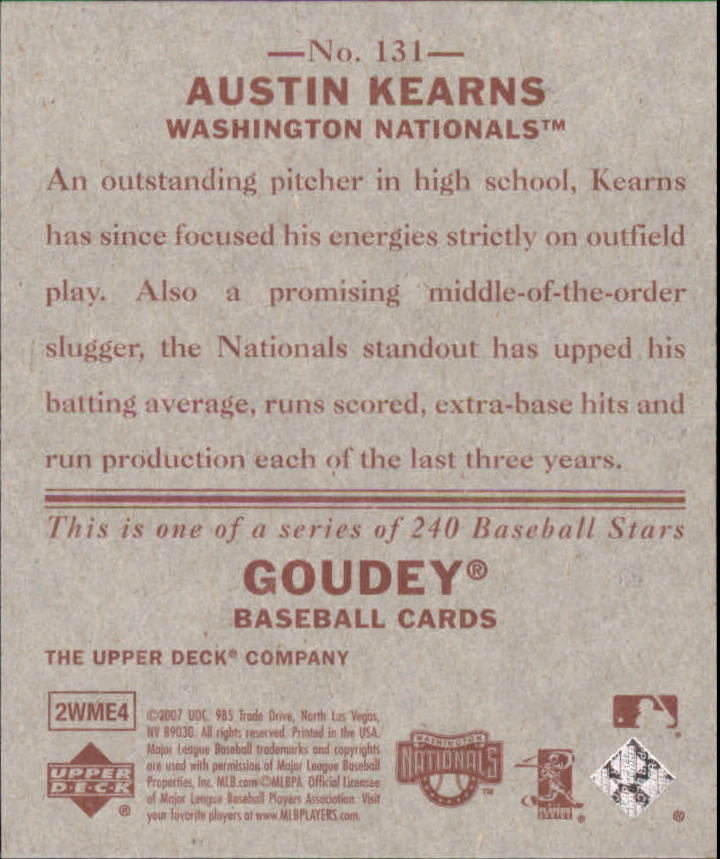 —No. 131—
AUSTIN KEARNS
WASHINGTON NATIONALS™
An outstanding pitcher in high school, Kearns
has since focused his energies strictly on outfield
play. Also a promising middle-of-the-order
slugger, the Nationals standout has upped his
batting average, runs scored, extra-base hits and
run production each of the last three years.
This is one of a series of 240 Baseball Stars
GOUDEY®
BASEBALL CARDS
THE UPPER DECK® COMPANY
2WME4
©2007 UDC. 985 Trade Drive, North Las Vegas,
NV 89030. All rights reserved. Printed in the USA.
Major League Baseball trademarks and copyrights
are used with permission of Major League Baseball
Properties, Inc. MLB.com ©MLBPA Official Licensee
of Major League Baseball Players Association. Visit
your favorite players at www.MLBPLAYERS.com.
UPPER
D·E·C·K
®
WASHINGTON
NATIONALS
™
®
®
®